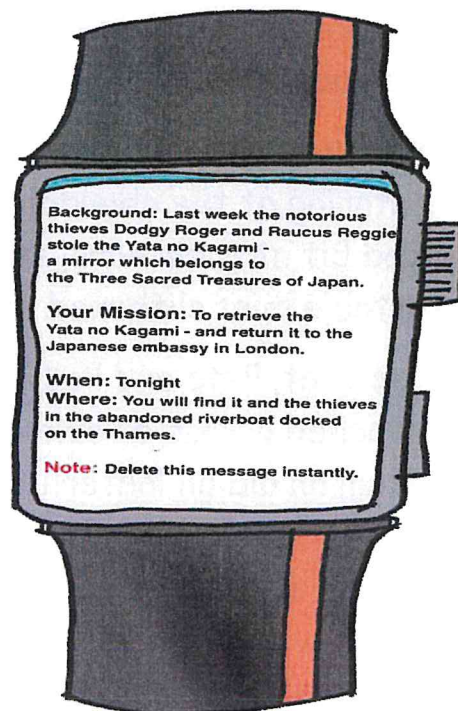 Background: Last week the notorious
thieves Dodgy Roger and Raucus Reggie
stole the Yata no Kagami -
a mirror which belongs to
the Three Sacred Treasures of Japan.
Your Mission: To retrieve the
Yata no Kagami - and return it to the
Japanese embassy in London.
When: Tonight
Where: You will find it and the thieves
in the abandoned riverboat docked
on the Thames.
Note: Delete this message instantly.